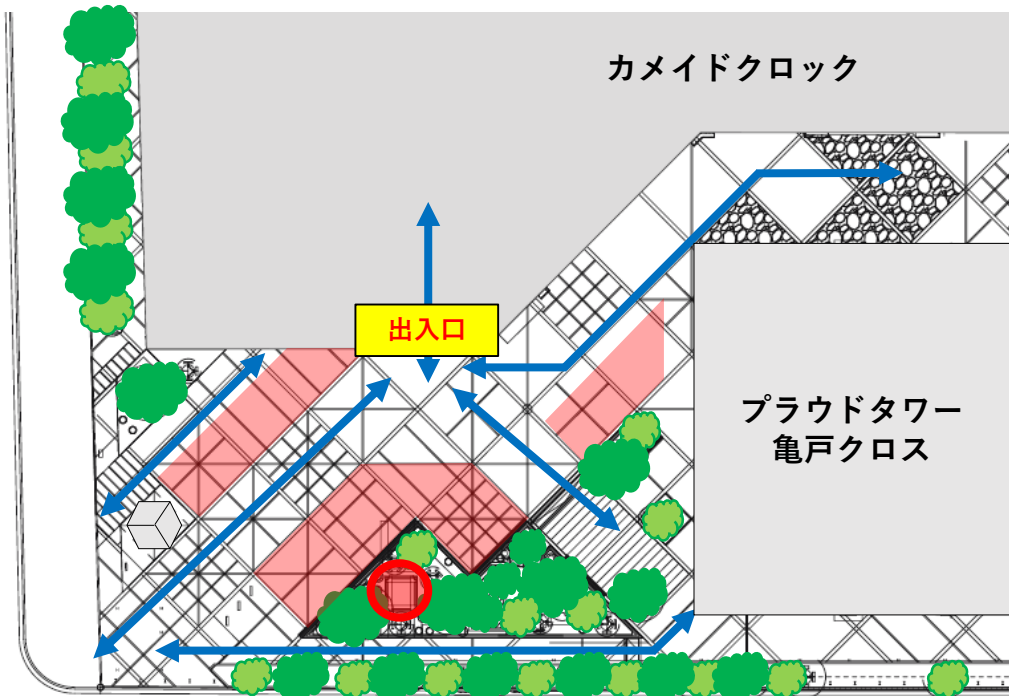 カメイドクロック
出入口
プラウドタワー
亀戸クロス